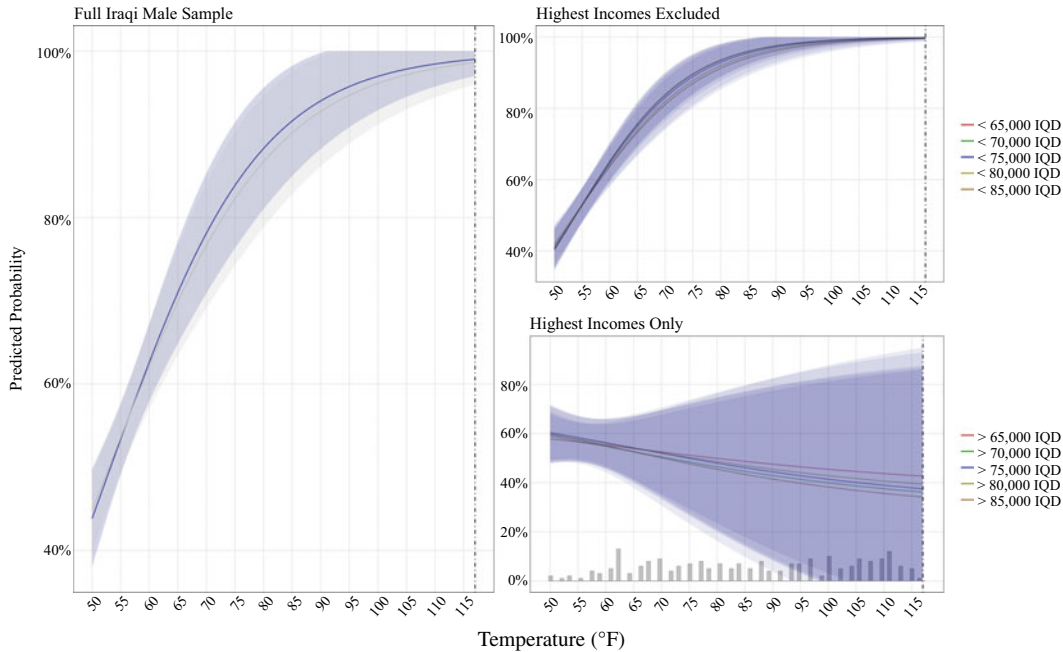 Full Iraqi Male Sample
100%
80%
60%
40%
50 55 60 65 70 75 80 85 90 95 100 105 110 115
Predicted Probability
Highest Incomes Excluded
100%
80%
60%
40%
50 55 60 65 70 75 80 85 90 95 100 105 110 115
< 65,000 IQD
< 70,000 IQD
< 75,000 IQD
< 80,000 IQD
< 85,000 IQD
Highest Incomes Only
80%
60%
40%
20%
0%
50 55 60 65 70 75 80 85 90 95 100 105 110 115
> 65,000 IQD
> 70,000 IQD
> 75,000 IQD
> 80,000 IQD
> 85,000 IQD
Temperature (°F)